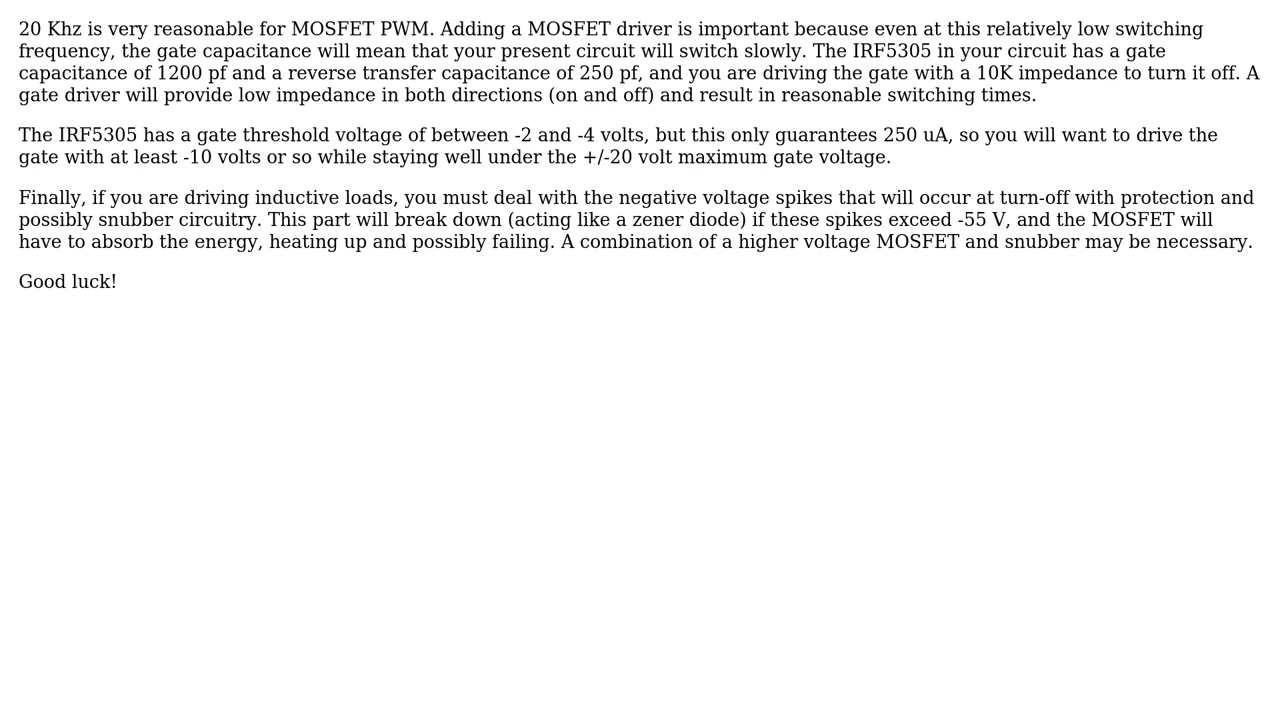 20 Khz is very reasonable for MOSFET PWM. Adding a MOSFET driver is important because even at this relatively low switching
frequency, the gate capacitance will mean that your present circuit will switch slowly. The IRF5305 in your circuit has a gate
capacitance of 1200 pf and a reverse transfer capacitance of 250 pf, and you are driving the gate with a 10K impedance to turn it off. A
gate driver will provide low impedance in both directions (on and off) and result in reasonable switching times.
The IRF5305 has a gate threshold voltage of between -2 and -4 volts, but this only guarantees 250 uA, so you will want to drive the
gate with at least -10 volts or so while staying well under the +/-20 volt maximum gate voltage.
Finally, if you are driving inductive loads, you must deal with the negative voltage spikes that will occur at turn-off with protection and
possibly snubber circuitry. This part will break down (acting like a zener diode) if these spikes exceed -55 V, and the MOSFET will
have to absorb the energy, heating up and possibly failing. A combination of a higher voltage MOSFET and snubber may be necessary.
Good luck!